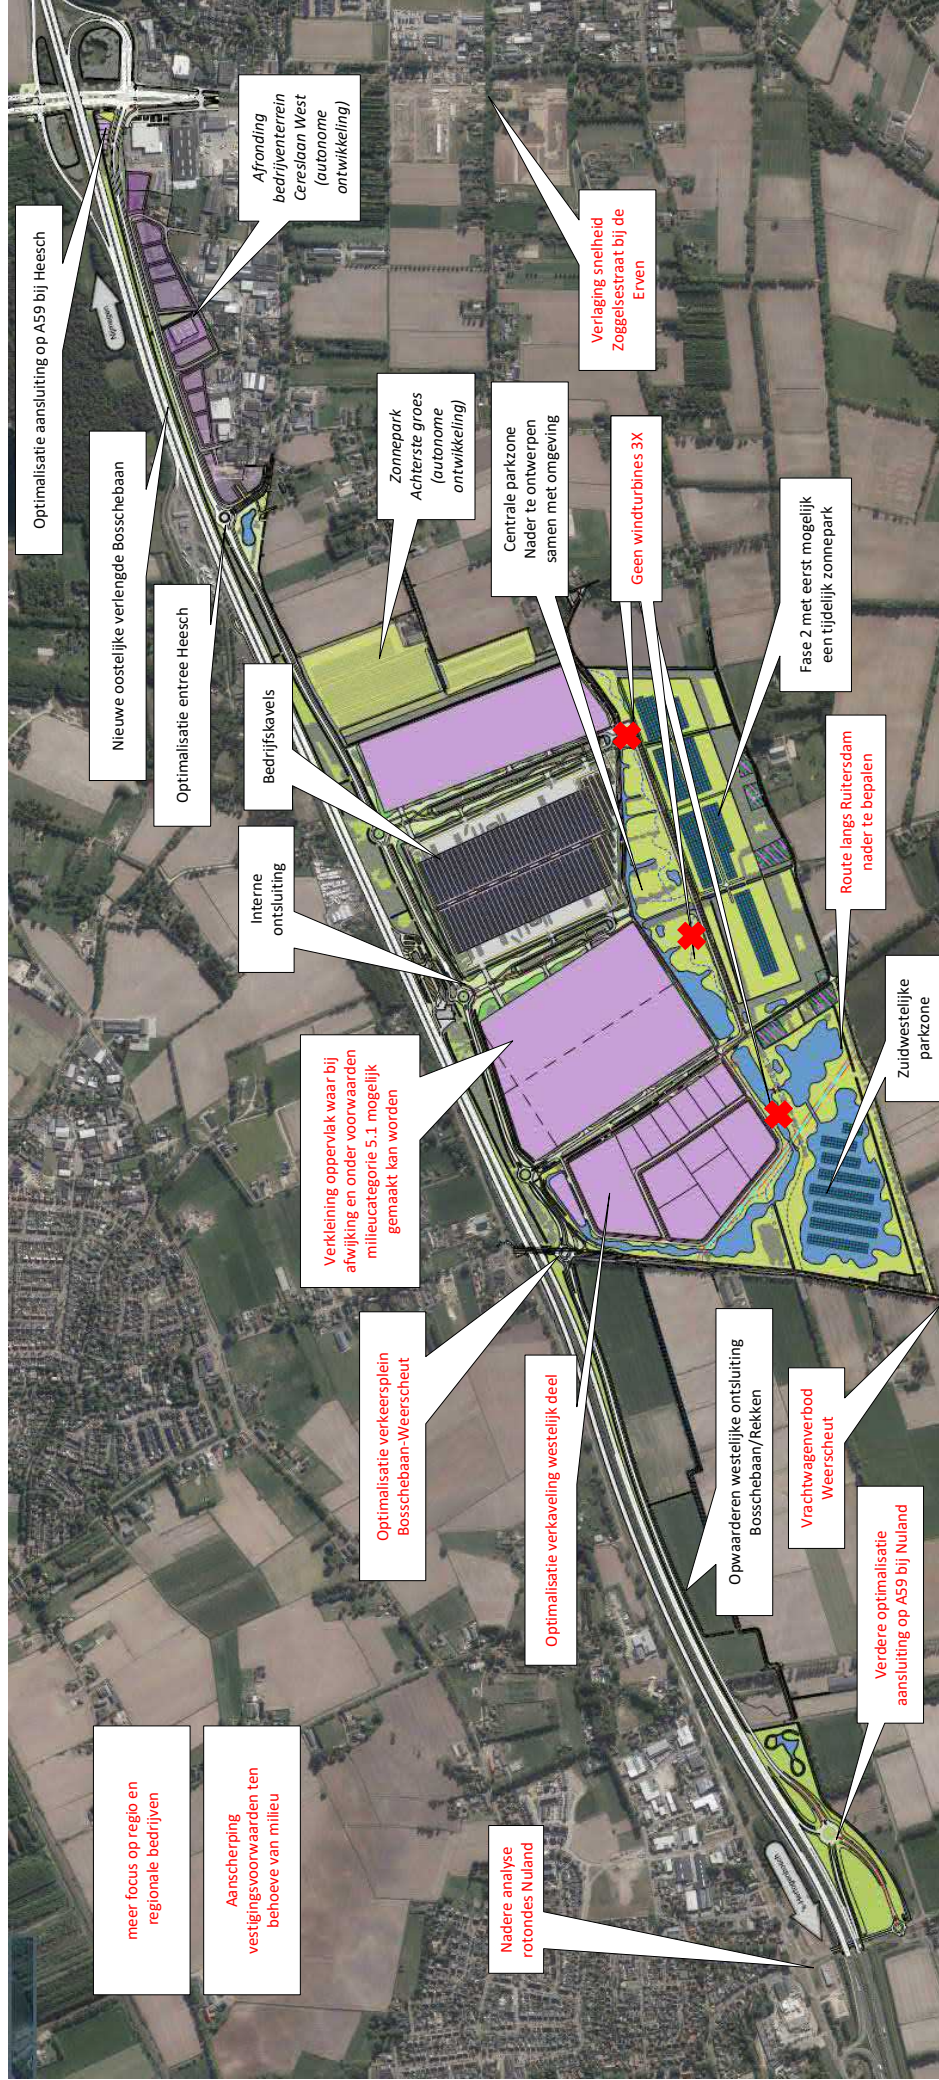 meer focus op regio en
regionale bedrijven
Aanscherping
vestigingsvoorwaarden ten
behoeve van milieu
Nadere analyse
rotondes Nuland
's-Hertogenbosch
Verdere optimalisatie
aansluiting op A59 bij Nuland
Vrachtwagenverbod
Weerscheut
Opwaarderen westelijke ontsluiting
Bosschebaan/Rekken
Optimalisatie verkaveling westelijk deel
Optimalisatie verkeersplein
Bosschebaan-Weerscheut
Verkleining oppervlak waar bij
afwijking en onder voorwaarden
milieucategorie 5.1 mogelijk
gemaakt kan worden
Zuidwestelijke
parkzone
Interne
ontsluiting
Route langs Ruitersdam
nader te bepalen
Bedrijfskavels
Fase 2 met eerst mogelijk
een tijdelijk zonnepark
Optimalisatie entree Heesch
Geen windturbines 3X
Nieuwe oostelijke verlengde Bosschebaan
Centrale parkzone
Nader te ontwerpen
samen met omgeving
Zonnepark
Achterste groes
(autonome
ontwikkeling)
Optimalisatie aansluiting op A59 bij Heesch
Nijmegen
Verlaging snelheid
Zoggelsestraat bij de
Erven
Afronding
bedrijventerrein
Cereslaan West
(autonome
ontwikkeling)